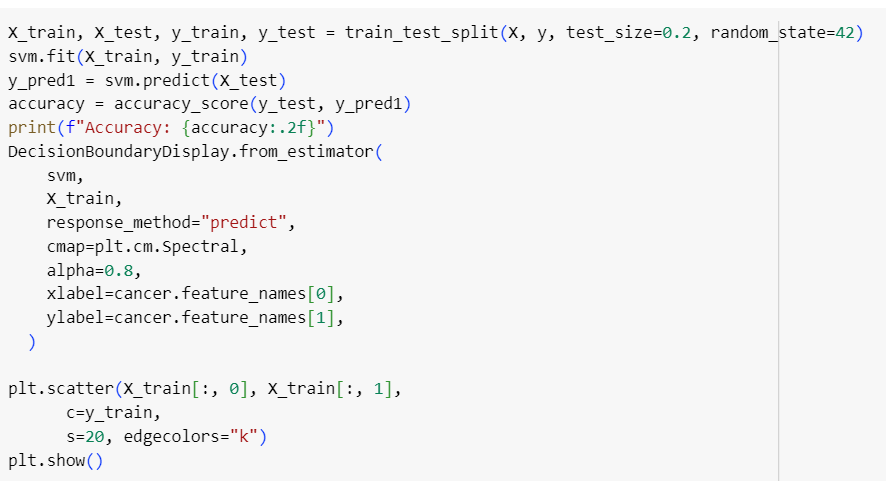 X_train, X_test, y_train, y_test = train_test_split(X, y, test_size=0.2, random_state=42)
svm.fit(X_train, y_train)
y_pred1 = svm.predict(X_test)
accuracy = accuracy_score(y_test, y_pred1)
print(f"Accuracy: {accuracy:.2f}")
DecisionBoundaryDisplay.from_estimator(
    svm,
    X_train,
    response_method="predict",
    cmap=plt.cm.Spectral,
    alpha=0.8,
    xlabel=cancer.feature_names[0],
    ylabel=cancer.feature_names[1],
  )

plt.scatter(X_train[:, 0], X_train[:, 1],
      c=y_train,
      s=20, edgecolors="k")
plt.show()